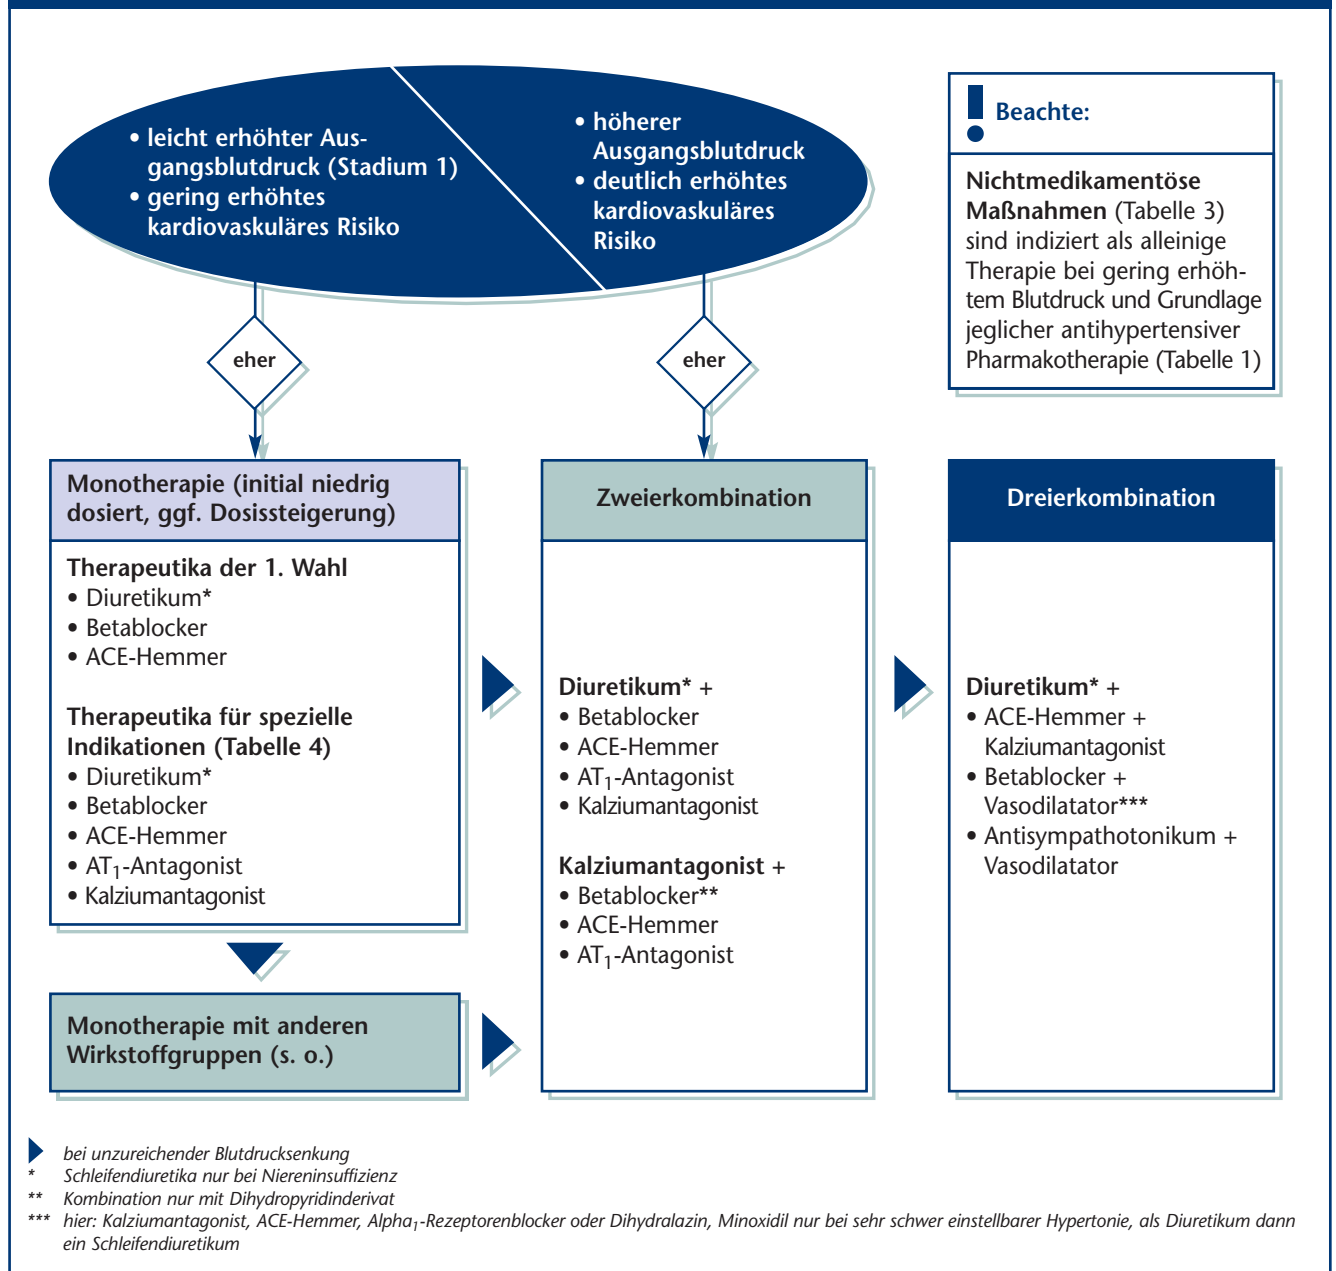 • leicht erhöhter Aus-
gangsblutdruck (Stadium 1)
• gering erhöhtes
kardiovaskuläres Risiko
• höherer
Ausgangsblutdruck
• deutlich erhöhtes
kardiovaskuläres
Risiko
! Beachte:
Nichtmedikamentöse
Maßnahmen (Tabelle 3)
sind indiziert als alleinige
Therapie bei gering erhöh-
tem Blutdruck und Grundlage
jeglicher antihypertensiver
Pharmakotherapie (Tabelle 1)
eher
eher
Monotherapie (initial niedrig
dosiert, ggf. Dosissteigerung)
Therapeutika der 1. Wahl
• Diuretikum*
• Betablocker
• ACE-Hemmer
Therapeutika für spezielle
Indikationen (Tabelle 4)
• Diuretikum*
• Betablocker
• ACE-Hemmer
• AT1-Antagonist
• Kalziumantagonist
Monotherapie mit anderen
Wirkstoffgruppen (s. o.)
Zweierkombination
Diuretikum* +
• Betablocker
• ACE-Hemmer
• AT1-Antagonist
• Kalziumantagonist
Kalziumantagonist +
• Betablocker**
• ACE-Hemmer
• AT1-Antagonist
Dreierkombination
Diuretikum* +
• ACE-Hemmer +
Kalziumantagonist
• Betablocker +
Vasodilatator***
• Antisympathotonikum +
Vasodilatator
bei unzureichender Blutdrucksenkung
* Schleifendiuretika nur bei Niereninsuffizienz
** Kombination nur mit Dihydropyridinderivat
*** hier: Kalziumantagonist, ACE-Hemmer, Alpha1-Rezeptorenblocker oder Dihydralazin, Minoxidil nur bei sehr schwer einstellbarer Hypertonie, als Diuretikum dann
ein Schleifendiuretikum